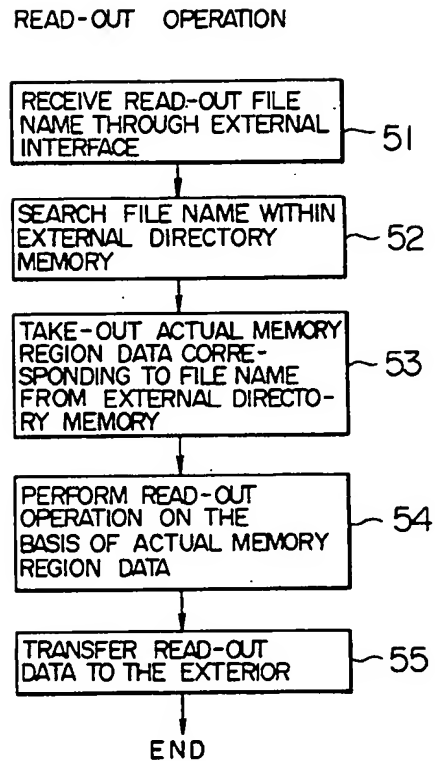 READ-OUT OPERATION
RECEIVE READ-OUT FILE
NAME THROUGH EXTERNAL
INTERFACE
51
SEARCH FILE NAME WITHIN
EXTERNAL DIRECTORY
MEMORY
52
TAKE-OUT ACTUAL MEMORY
REGION DATA CORRE-
SPONDING TO FILE NAME
FROM EXTERNAL DIRECTO-
RY MEMORY
53
PERFORM READ-OUT
OPERATION ON THE
BASIS OF ACTUAL MEMORY
REGION DATA
54
TRANSFER READ-OUT
DATA TO THE EXTERIOR
55
END